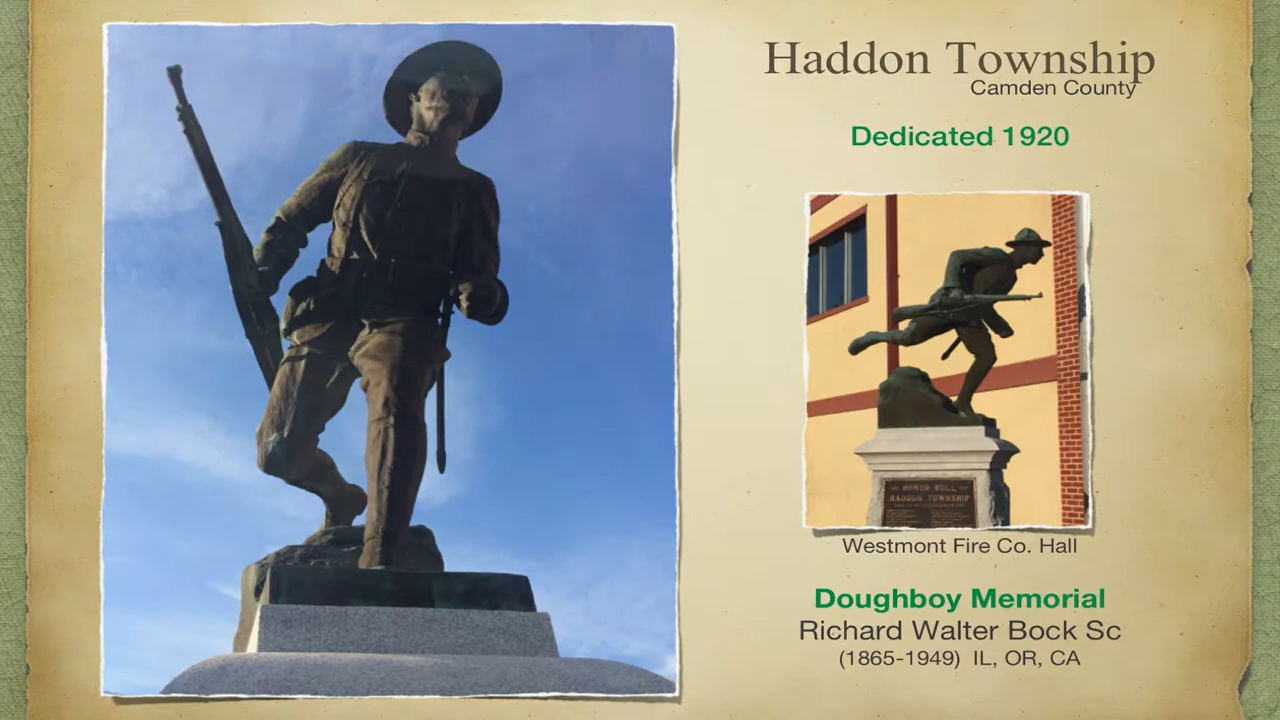 Haddon Township
Camden County
Dedicated 1920
HONOR ROLL
HADDON TOWNSHIP
Westmont Fire Co. Hall
Doughboy Memorial
Richard Walter Bock Sc
(1865-1949) IL, OR, CA